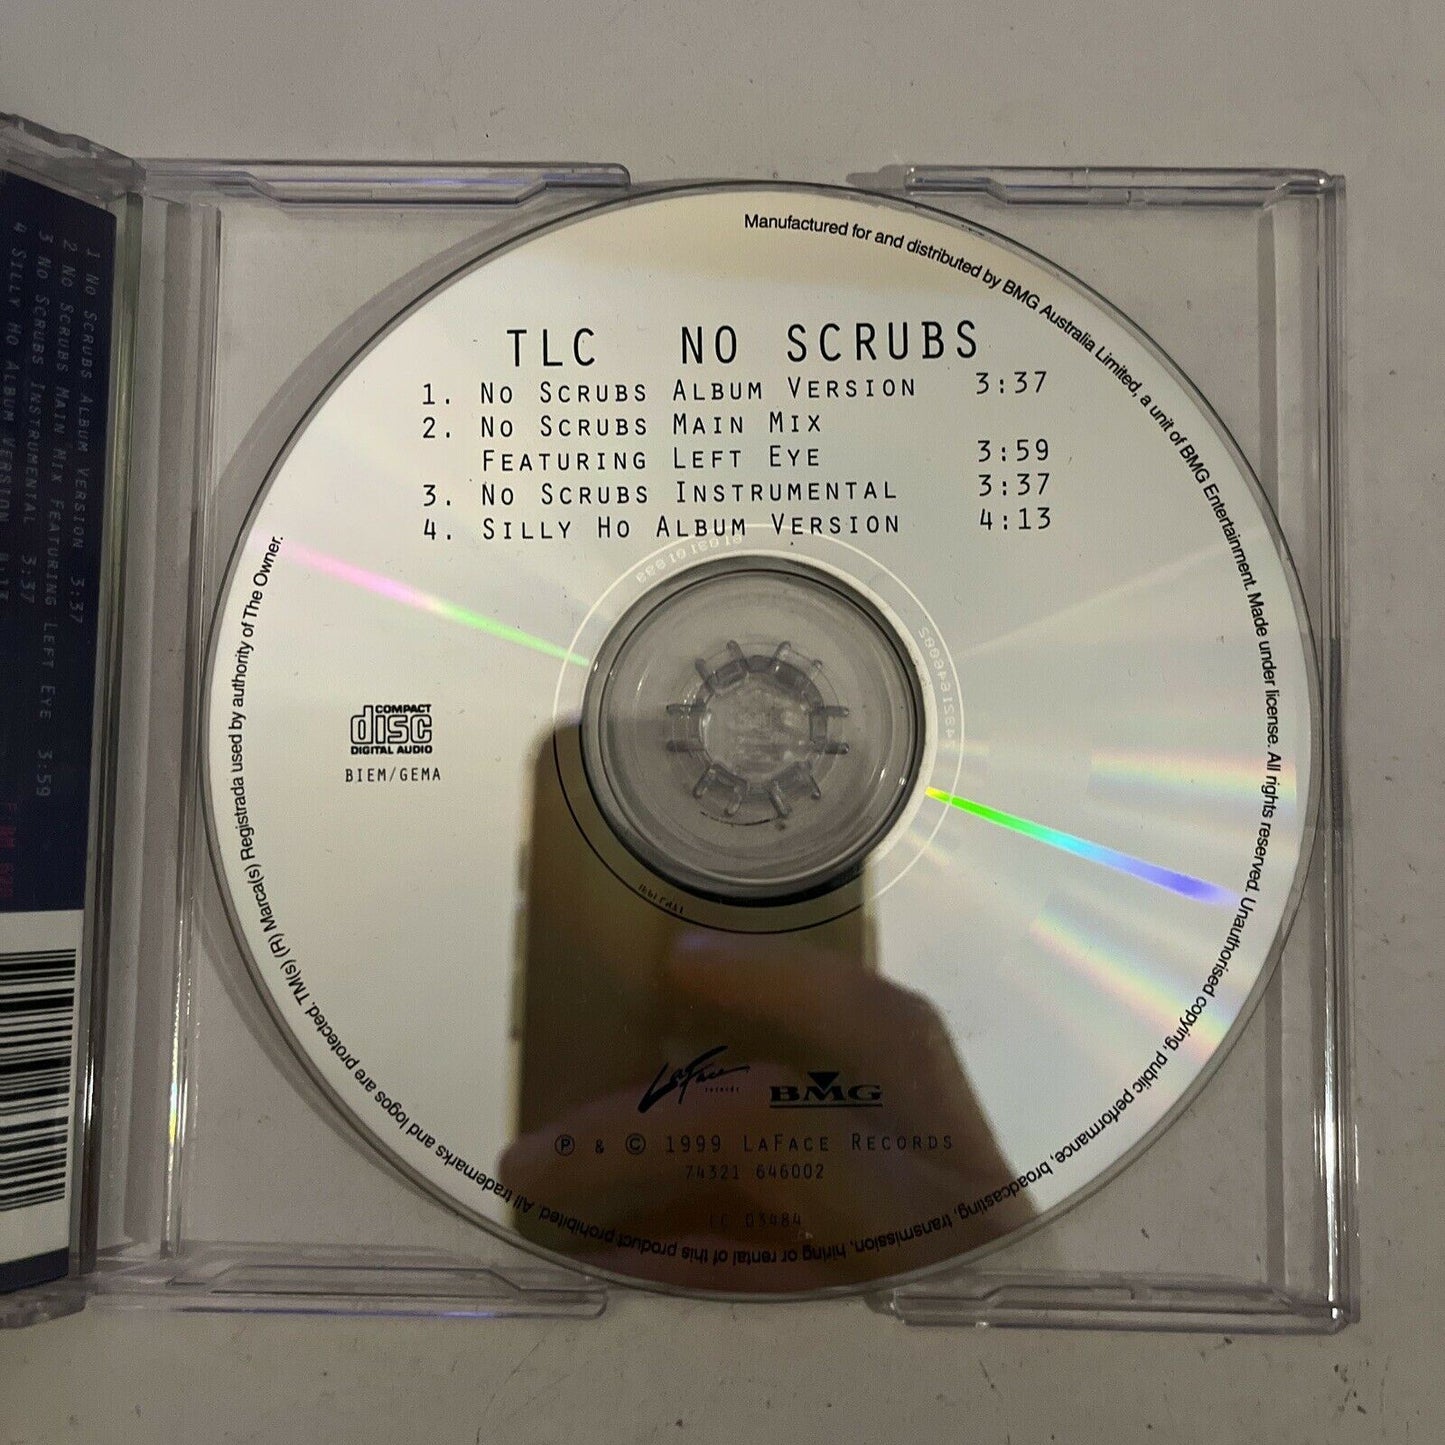 TLC NO SCRUBS
1. No Scrubs Album Version 3:37
2. No Scrubs Main Mix
Featuring Left Eye 3:59
3. No Scrubs Instrumental 3:37
4. Silly Ho Album Version 4:13
COMPACT
disc
DIGITAL AUDIO
BIEM/GEMA
LaFace
records
BMG
℗ & © 1999 LaFace Records
74321 646002
LC 03484
Manufactured for and distributed by BMG Australia Limited, a unit of BMG Entertainment. Made under license. All rights reserved. Unauthorised copying, public performance, broadcasting, transmission, hiring or rental of this product prohibited. All trademarks and logos are protected. TM(s) (R) Marca(s) Registrada used by authority of The Owner.
1 No Scrubs Album Version 3:37
2 No Scrubs Main Mix Featuring Left Eye 3:59
3 No Scrubs Instrumental 3:37
4 Silly Ho Album Version 4:13